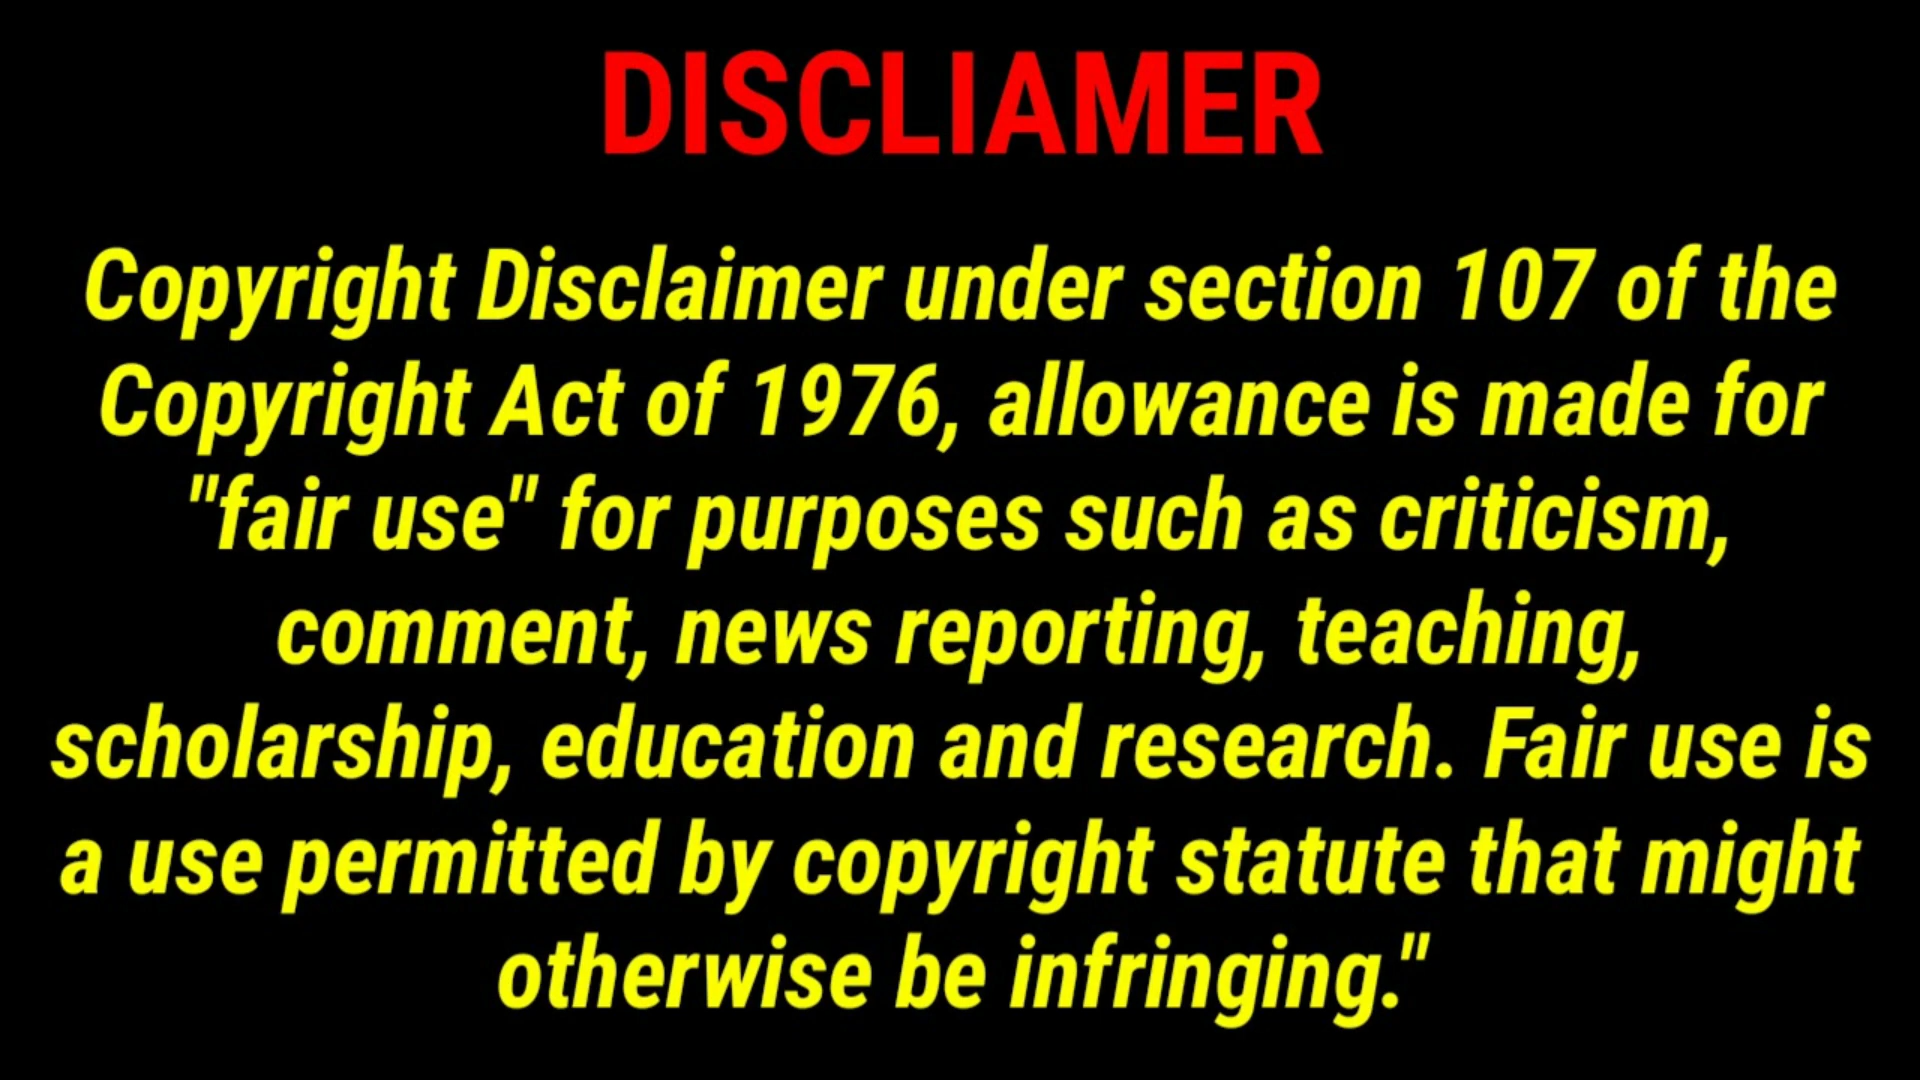 DISCLIAMER
Copyright Disclaimer under section 107 of the
Copyright Act of 1976, allowance is made for
"fair use" for purposes such as criticism,
comment, news reporting, teaching,
scholarship, education and research. Fair use is
a use permitted by copyright statute that might
otherwise be infringing."